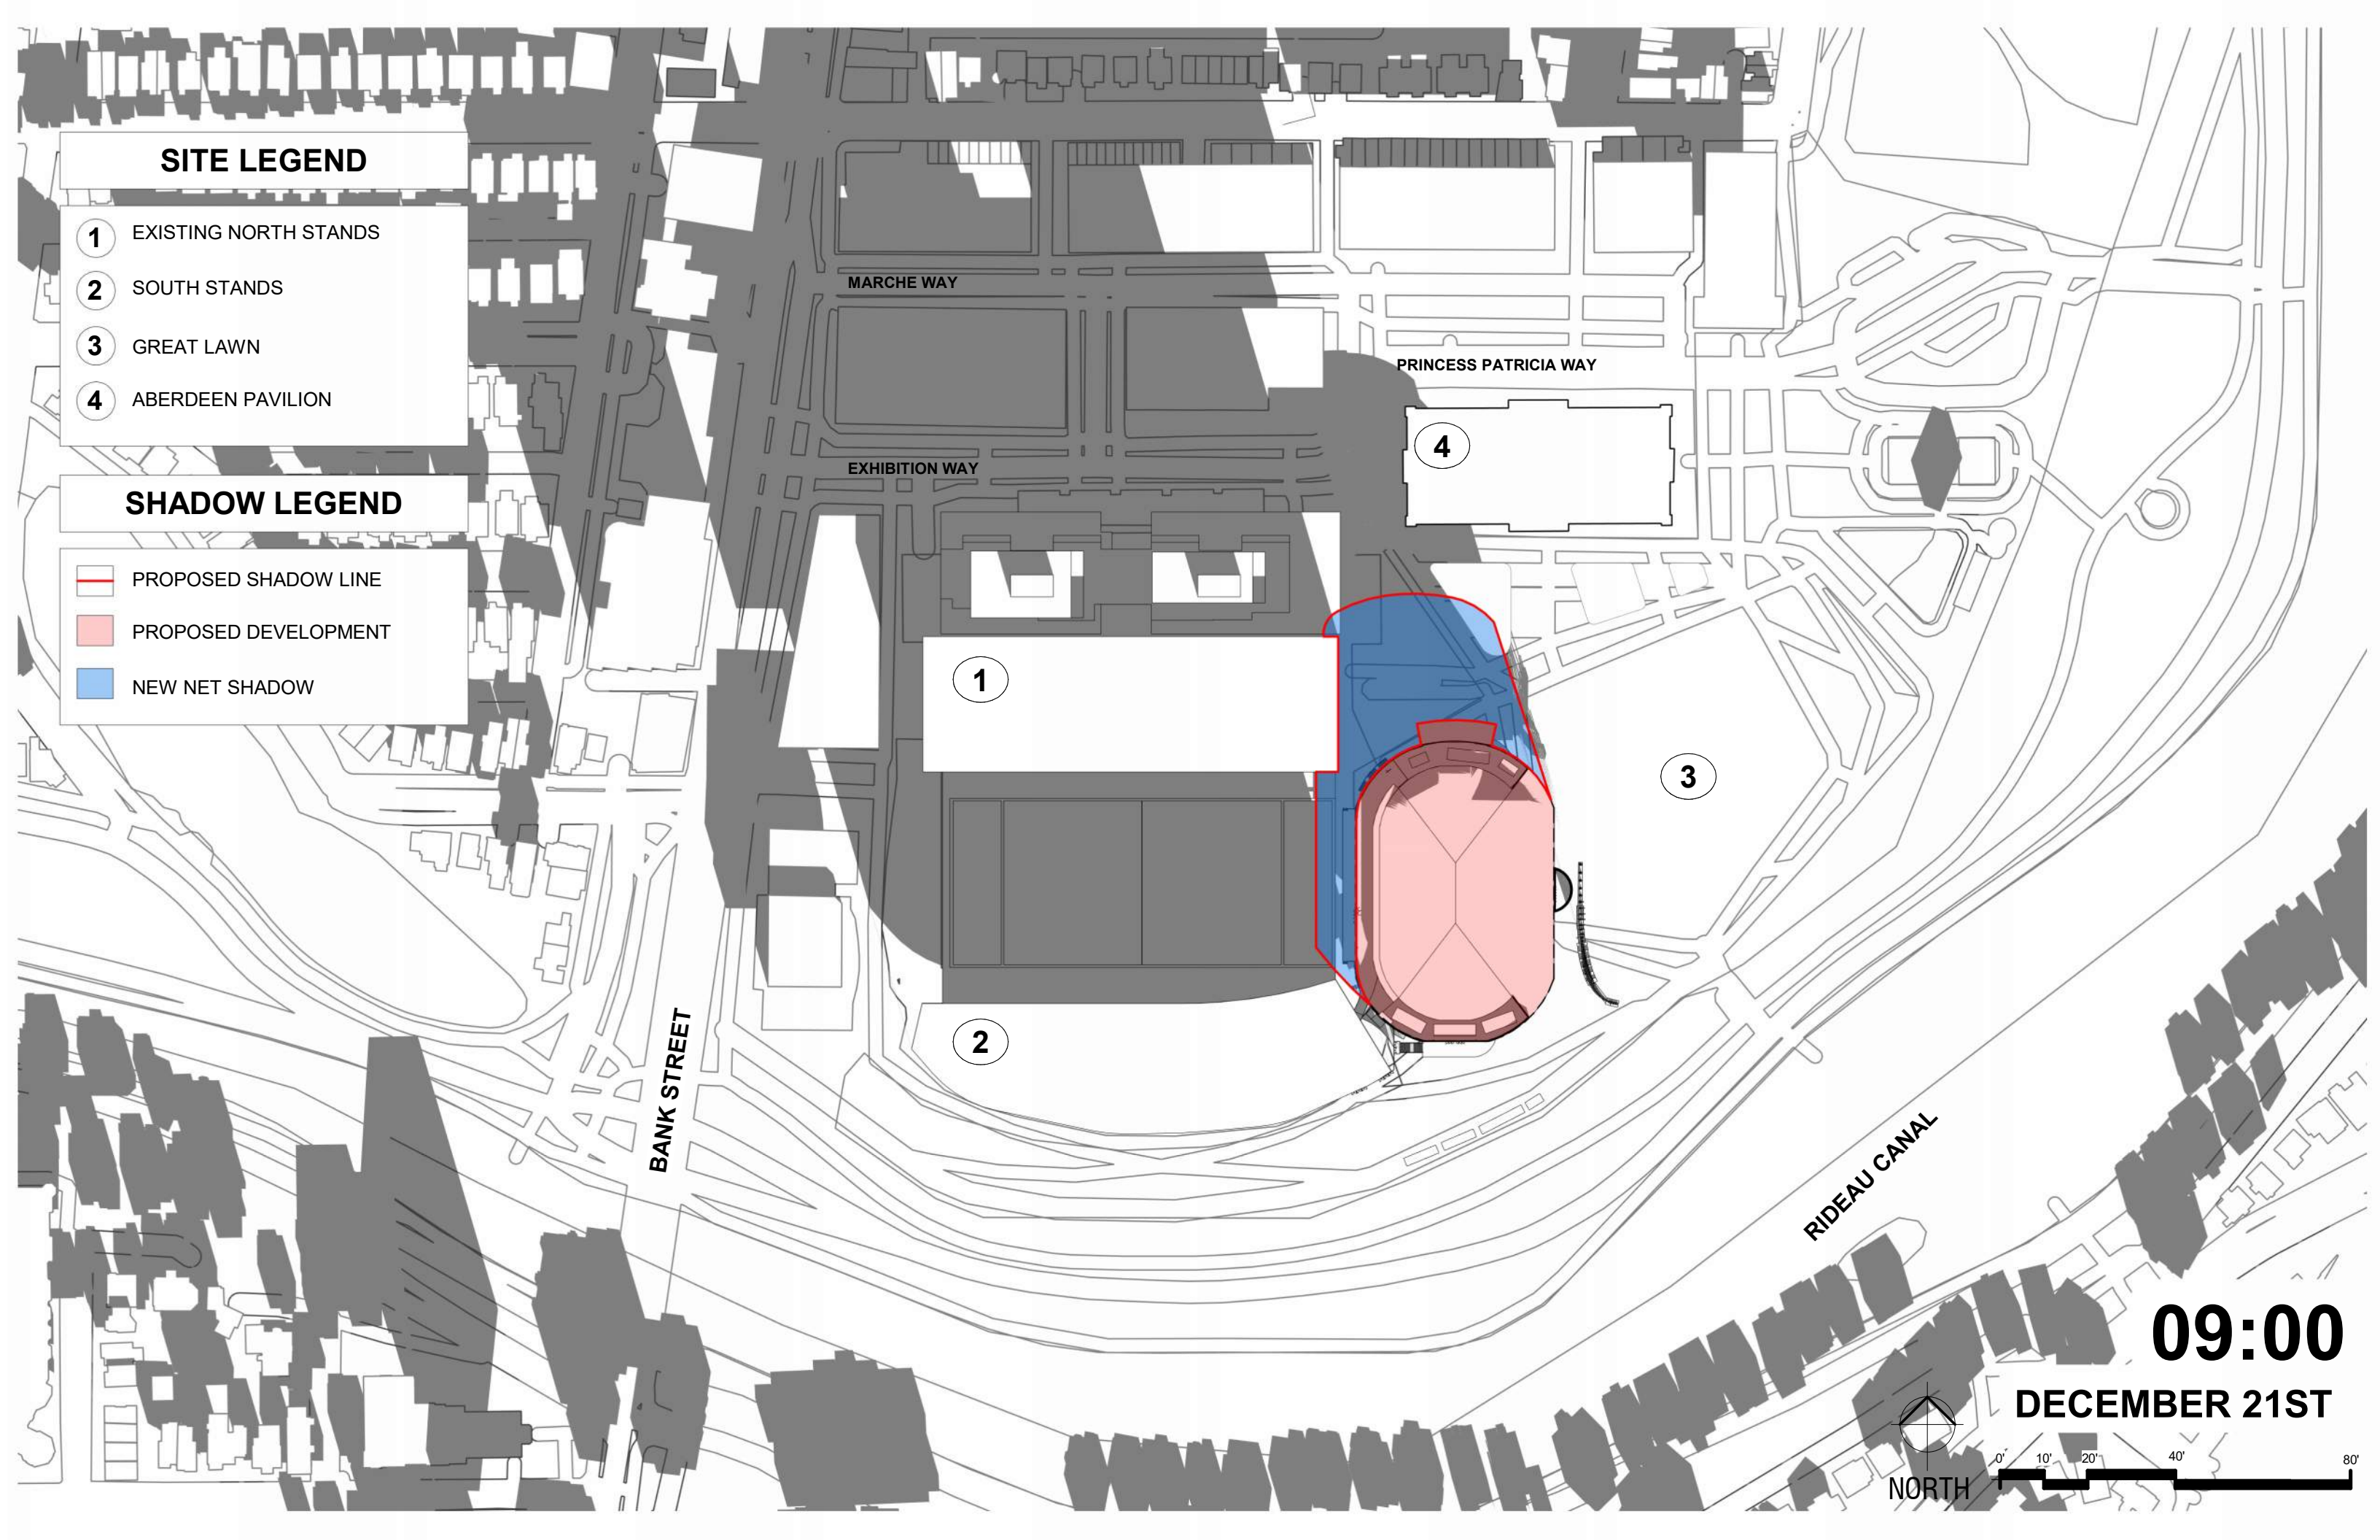 SITE LEGEND
1 EXISTING NORTH STANDS
2 SOUTH STANDS
3 GREAT LAWN
4 ABERDEEN PAVILION
SHADOW LEGEND
PROPOSED SHADOW LINE
PROPOSED DEVELOPMENT
NEW NET SHADOW
MARCHE WAY
PRINCESS PATRICIA WAY
4
EXHIBITION WAY
1
3
2
BANK STREET
RIDEAU CANAL
09:00
DECEMBER 21ST
NORTH
0' 10' 20' 40' 80'